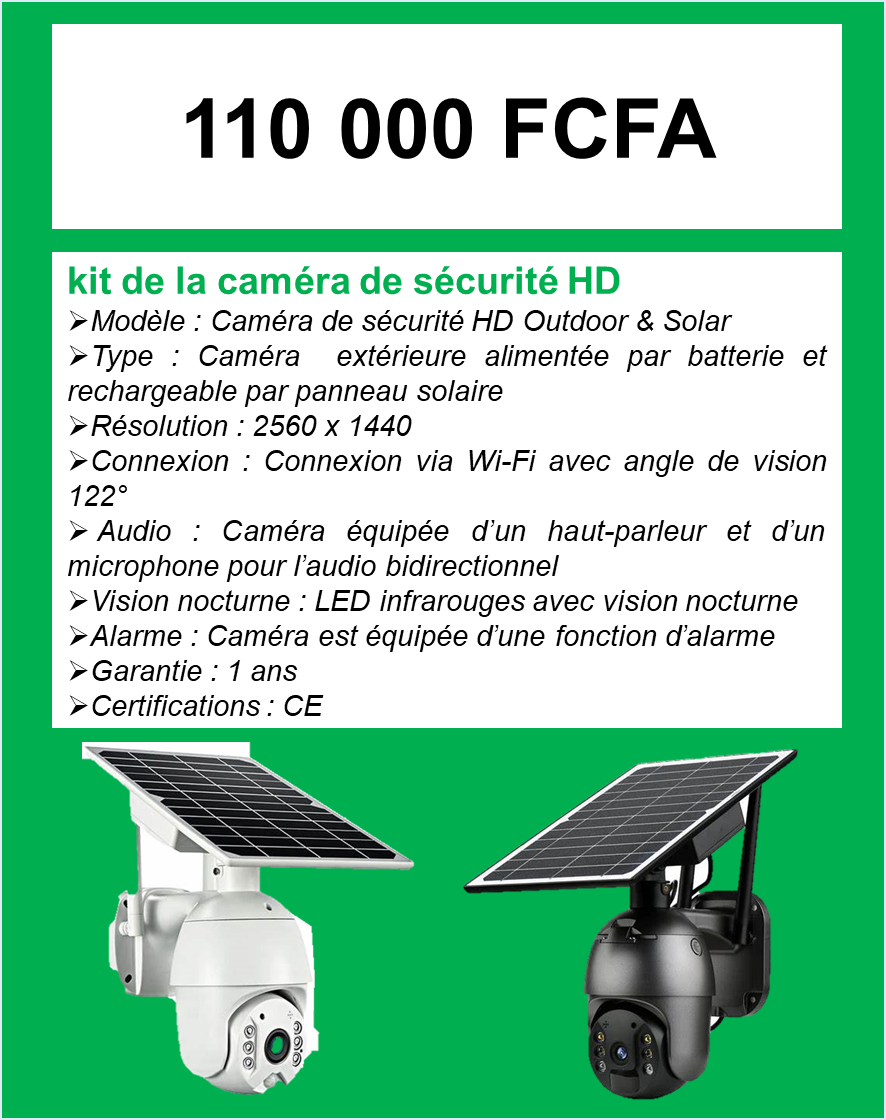 110 000 FCFA
kit de la caméra de sécurité HD
➢Modèle : Caméra de sécurité HD Outdoor & Solar
➢Type : Caméra extérieure alimentée par batterie et
rechargeable par panneau solaire
➢Résolution : 2560 x 1440
➢Connexion : Connexion via Wi-Fi avec angle de vision
122°
➢ Audio : Caméra équipée d’un haut-parleur et d’un
microphone pour l’audio bidirectionnel
➢Vision nocturne : LED infrarouges avec vision nocturne
➢Alarme : Caméra est équipée d’une fonction d’alarme
➢Garantie : 1 ans
➢Certifications : CE